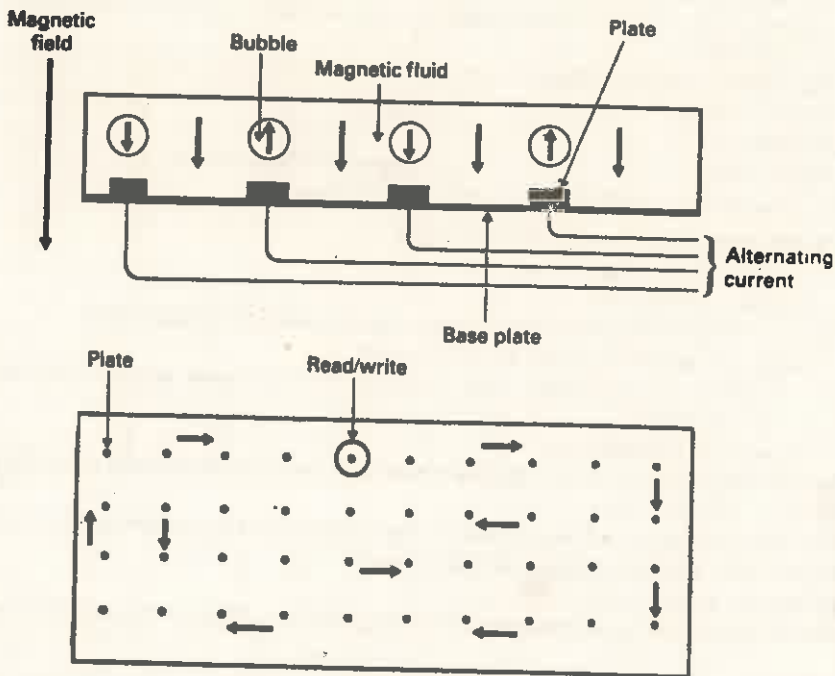 Magnetic
field
Bubble
Magnetic fluid
Plate
Alternating
current
Base plate
Plate
Read/write